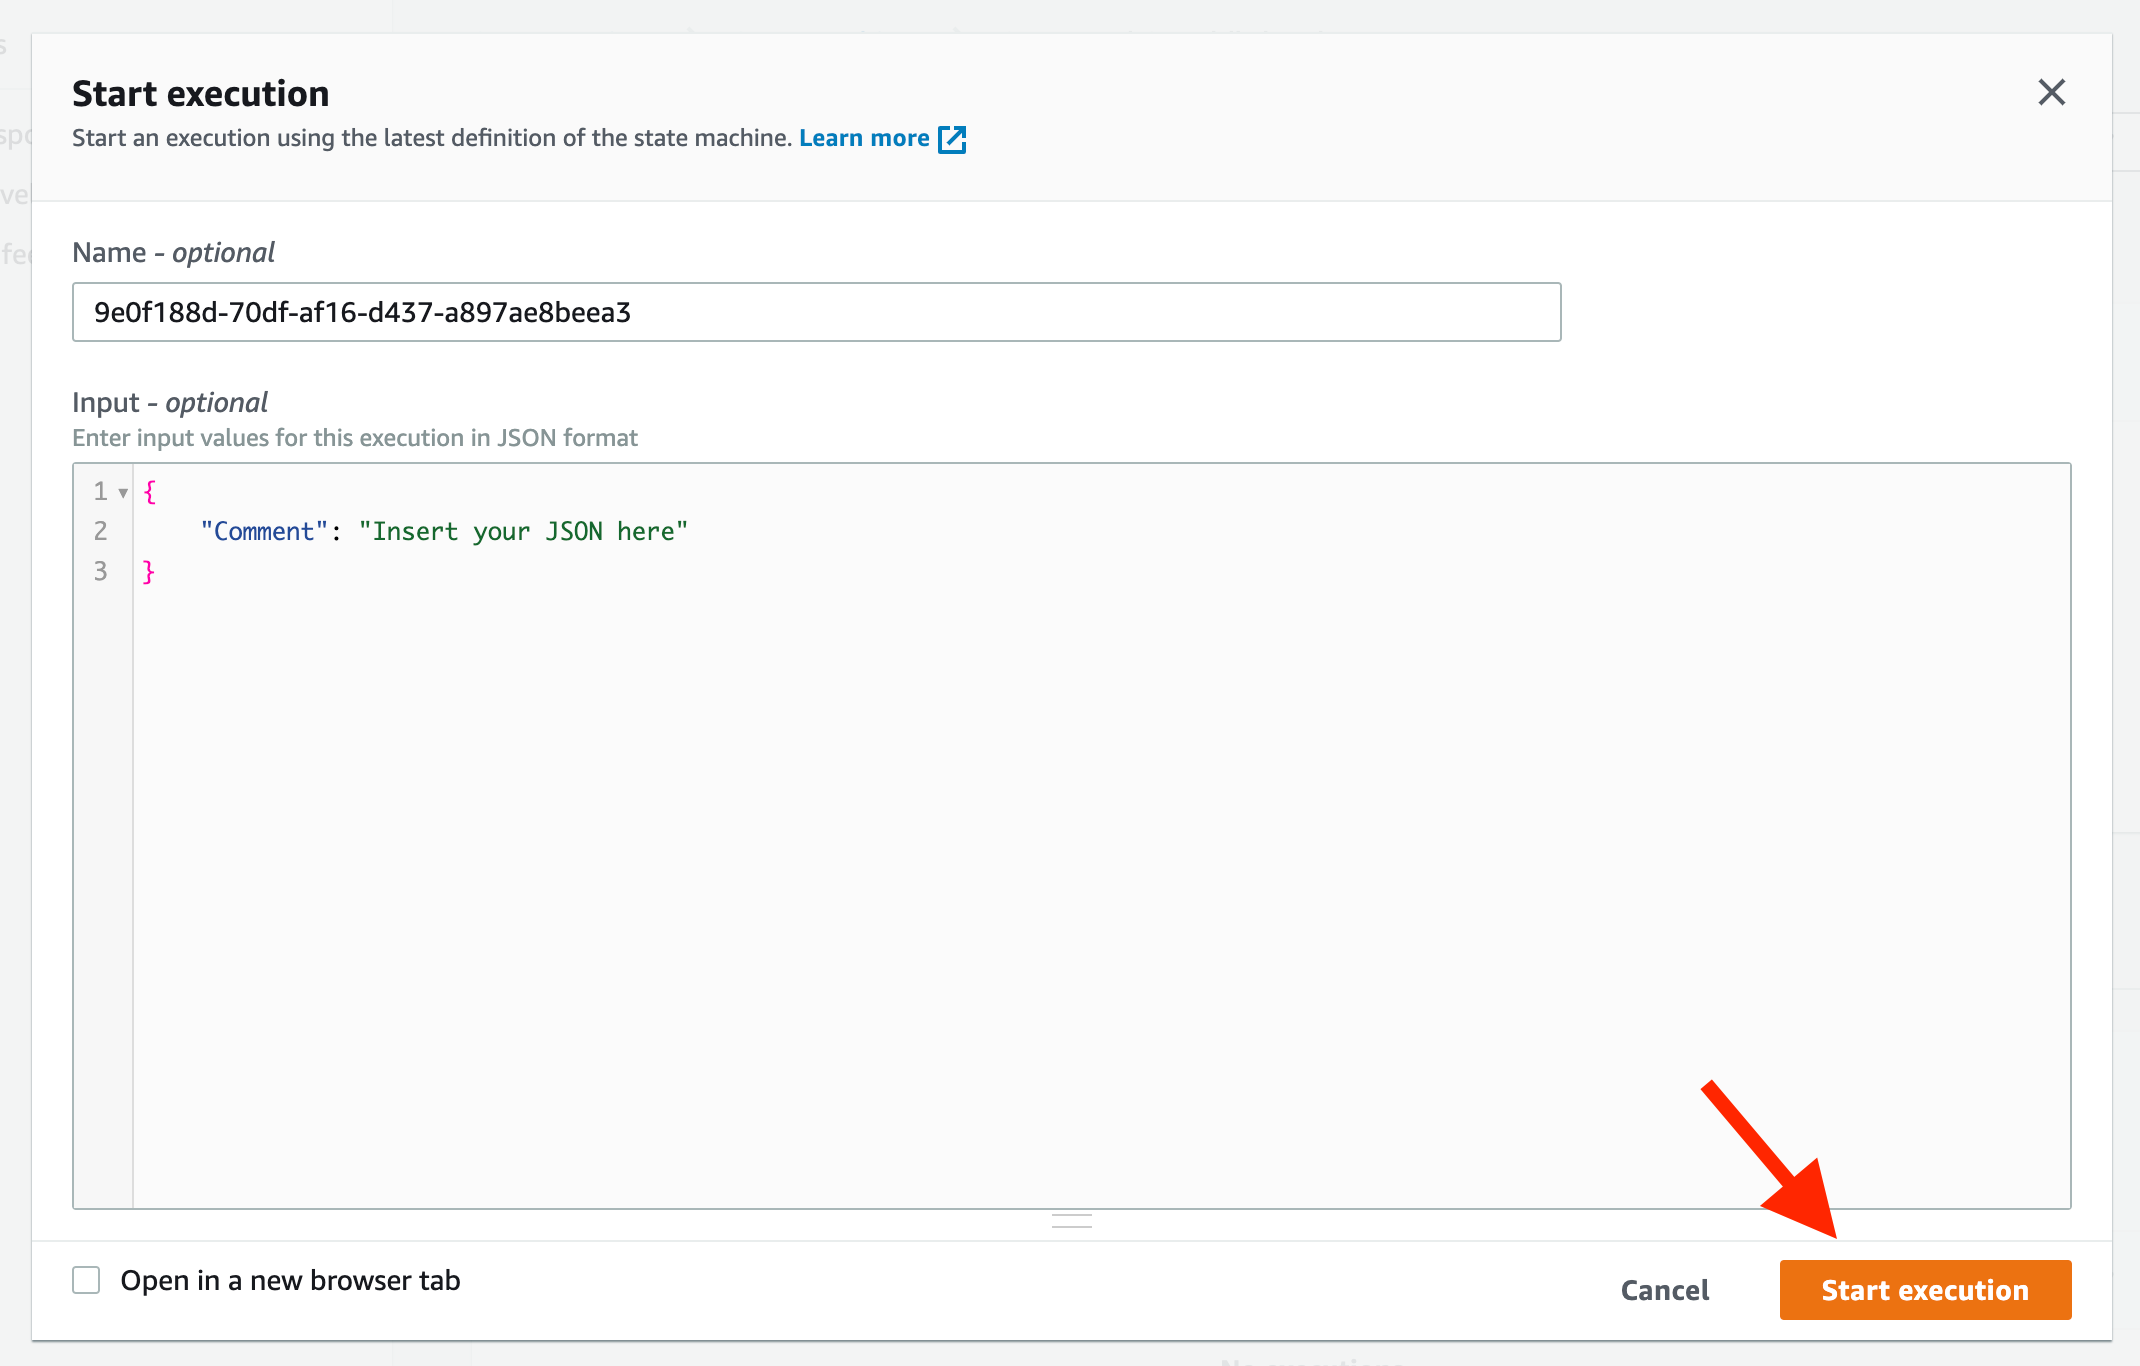 Start execution
Start an execution using the latest definition of the state machine. Learn more
Name - optional
9e0f188d-70df-af16-d437-a897ae8beea3
Input - optional
Enter input values for this execution in JSON format
1 {
2 "Comment": "Insert your JSON here"
3 }
Open in a new browser tab
Cancel
Start execution